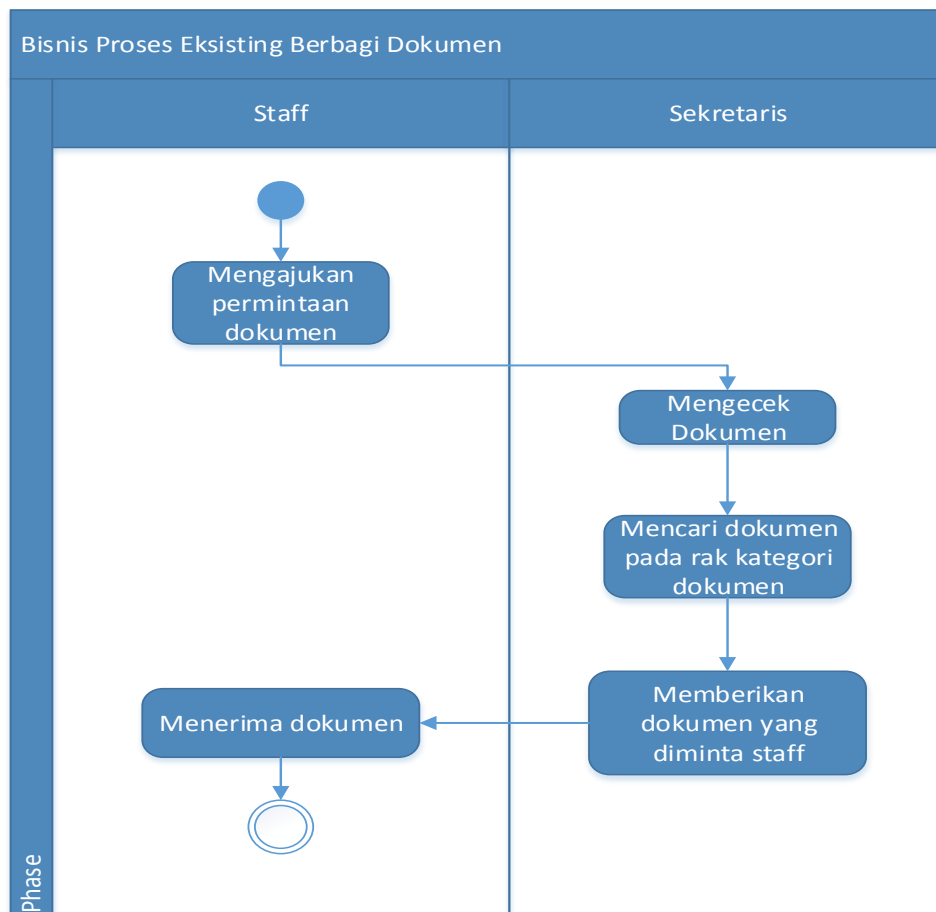 Bisnis Proses Eksisting Berbagi Dokumen
Staff
Sekretaris
Mengajukan
permintaan
dokumen
Mengecek
Dokumen
Mencari dokumen
pada rak kategori
dokumen
Memberikan
dokumen yang
diminta staff
Menerima dokumen
Phase